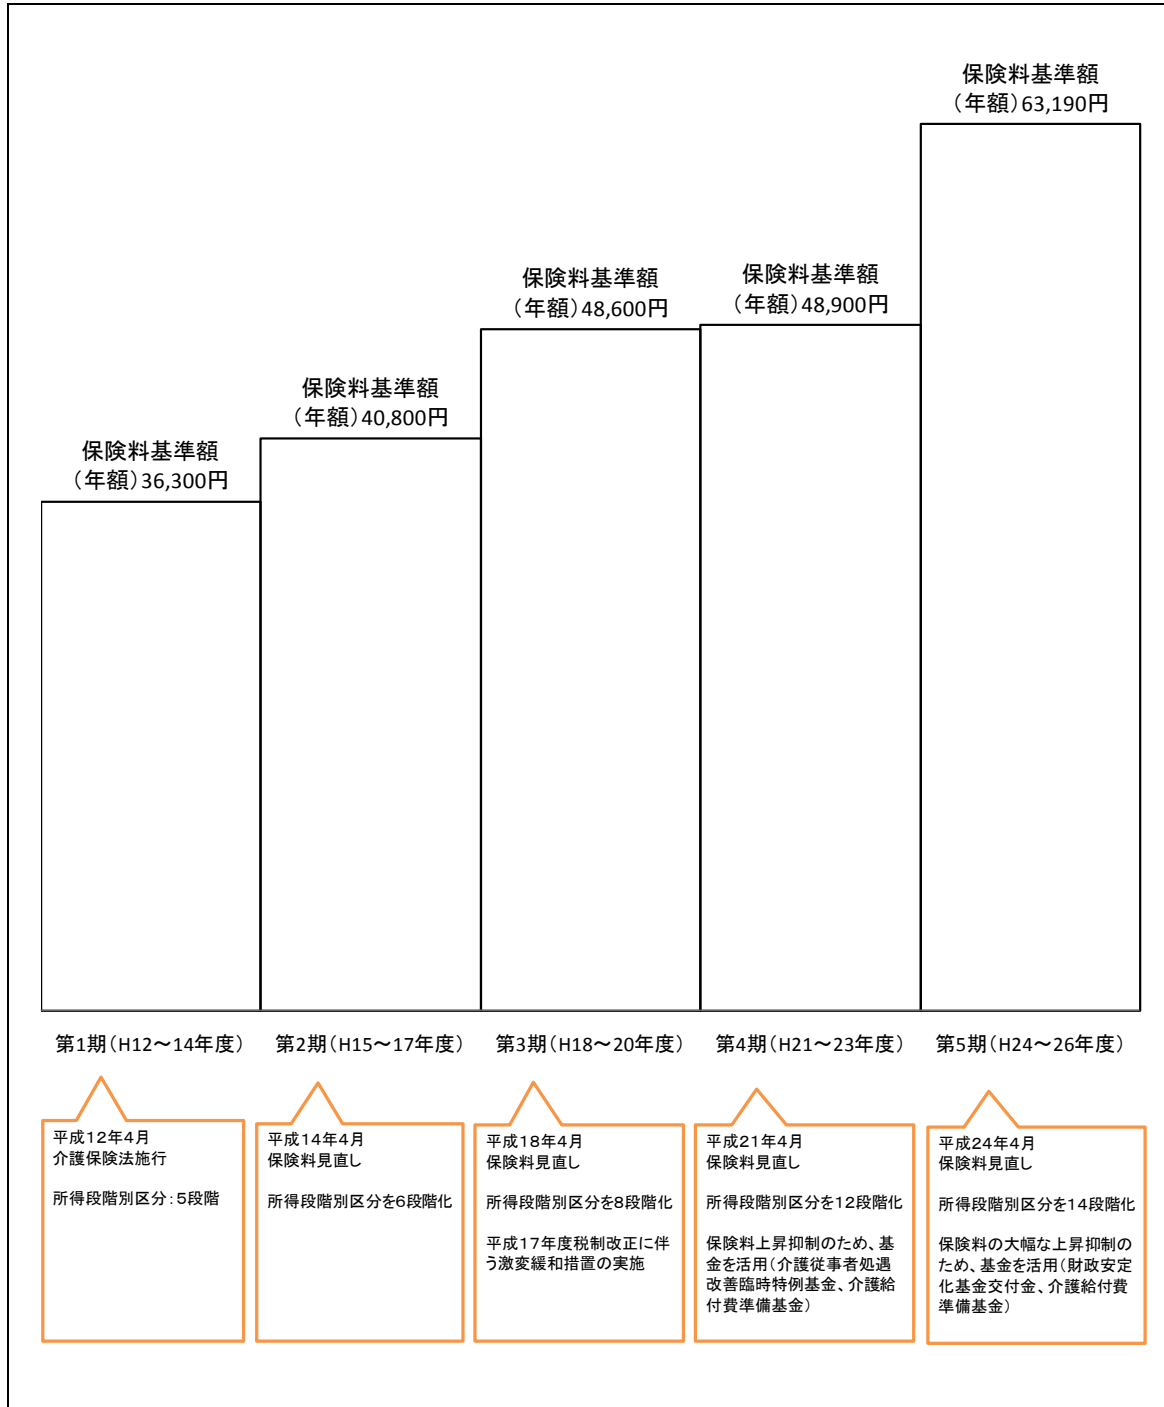 保険料基準額
（年額）63,190円
保険料基準額
（年額）48,900円
保険料基準額
（年額）48,600円
保険料基準額
（年額）40,800円
保険料基準額
（年額）36,300円
第1期（H12～14年度）
第2期（H15～17年度）
第3期（H18～20年度）
第4期（H21～23年度）
第5期（H24～26年度）
平成12年4月
介護保険法施行
所得段階別区分：5段階
平成14年4月
保険料見直し
所得段階別区分を6段階化
平成18年4月
保険料見直し
所得段階別区分を8段階化
平成17年度税制改正に伴
う激変緩和措置の実施
平成21年4月
保険料見直し
所得段階別区分を12段階化
保険料上昇抑制のため、基
金を活用（介護従事者処遇
改善臨時特例基金、介護給
付費準備基金）
平成24年4月
保険料見直し
所得段階別区分を14段階化
保険料の大幅な上昇抑制の
ため、基金を活用（財政安定
化基金交付金、介護給付費
準備基金）